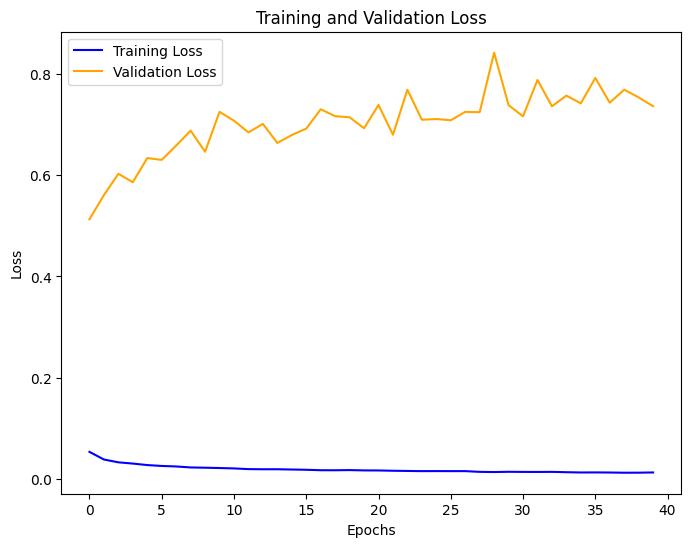 Training and Validation Loss
Training Loss
Validation Loss
0.8
0.6
0.4
0.2
0.0
Loss
0 5 10 15 20 25 30 35 40
Epochs